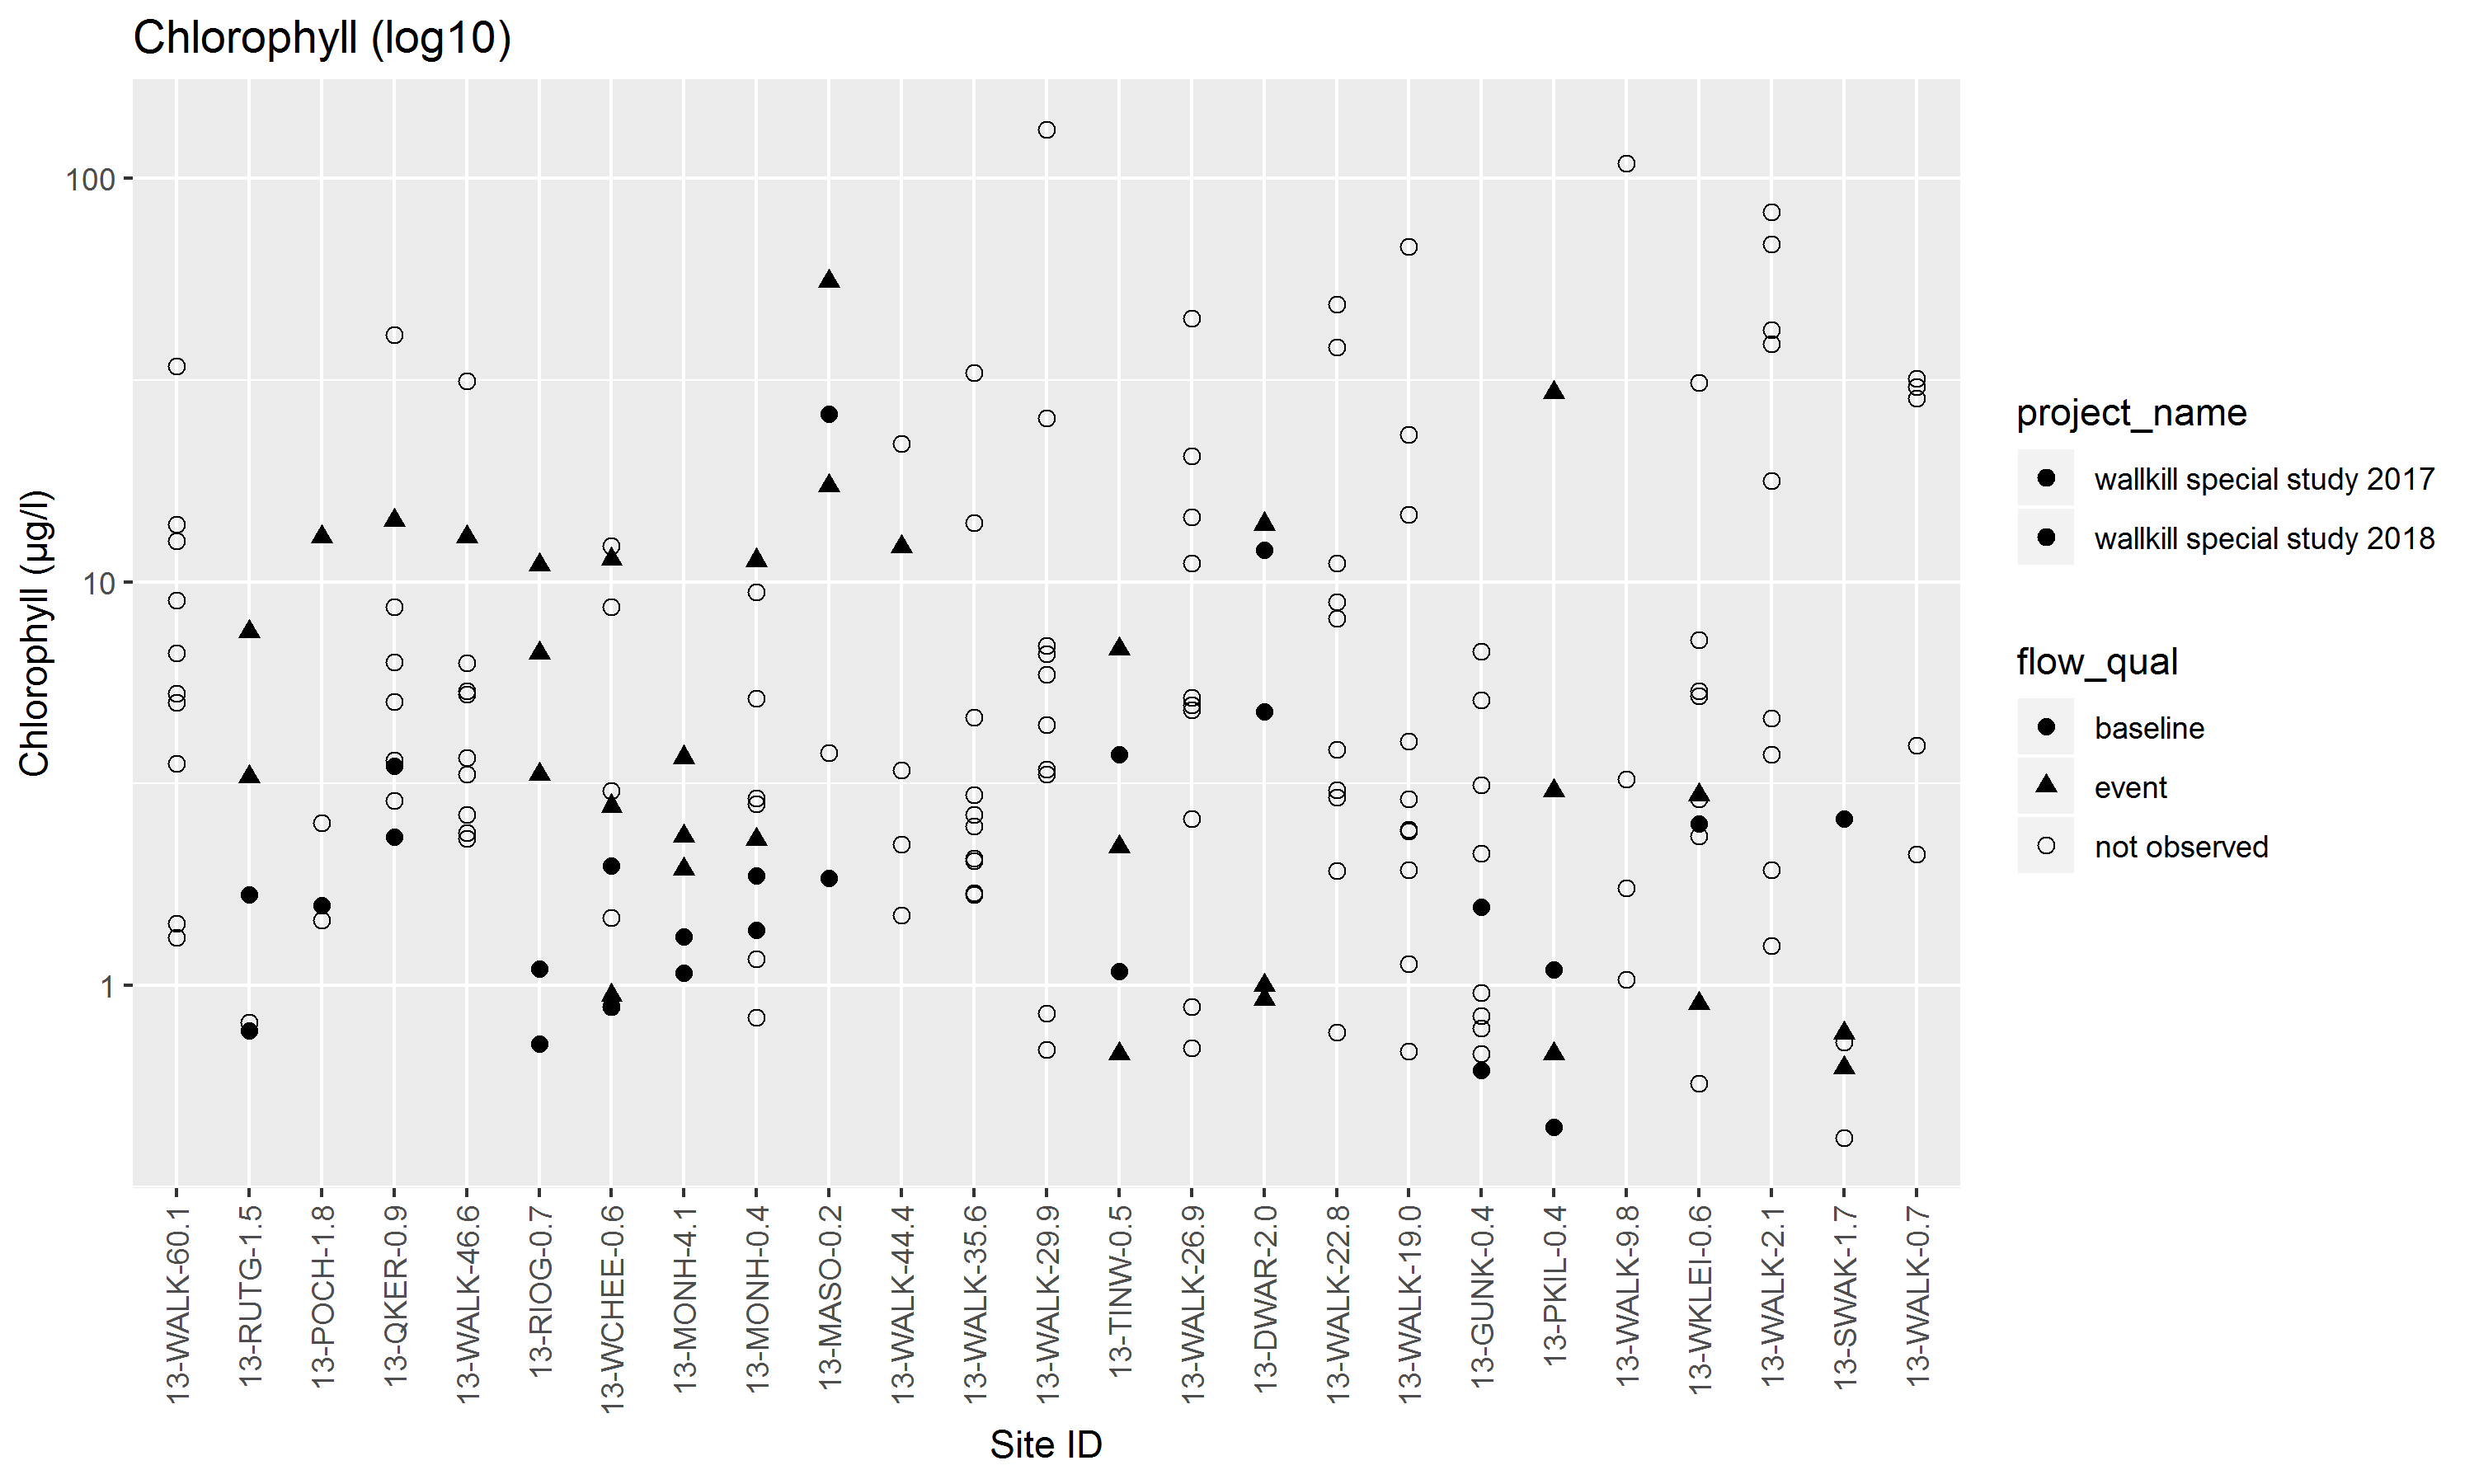 Chlorophyll (log10)
Chlorophyll (µg/l)
100
10
1
13-WALK-60.1
13-RUTG-1.5
13-POCH-1.8
13-QKER-0.9
13-WALK-46.6
13-RIOG-0.7
13-WCHEE-0.6
13-MONH-4.1
13-MONH-0.4
13-MASO-0.2
13-WALK-44.4
13-WALK-35.6
13-WALK-29.9
13-TINW-0.5
13-WALK-26.9
13-DWAR-2.0
13-WALK-22.8
13-WALK-19.0
13-GUNK-0.4
13-PKIL-0.4
13-WALK-9.8
13-WKLEI-0.6
13-WALK-2.1
13-SWAK-1.7
13-WALK-0.7
Site ID
project_name
wallkill special study 2017
wallkill special study 2018
flow_qual
baseline
event
not observed